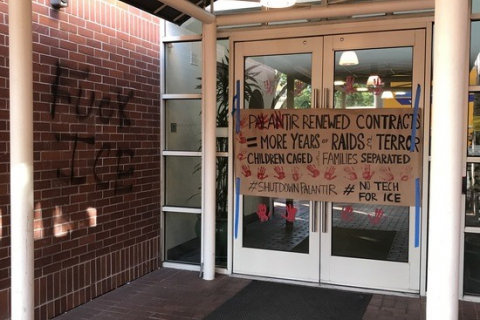 Fuck
ICE
PALANTIR RENEWED CONTRACTS
= MORE YEARS OF RAIDS & TERROR
CHILDREN CAGED & FAMILIES SEPARATED
#SHUTDOWNPALANTIR # NO TECH
FOR ICE